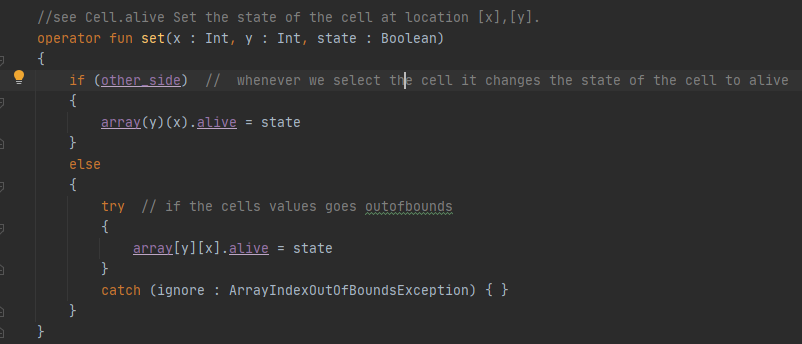 //see Cell.alive Set the state of the cell at location [x],[y].
operator fun set(x : Int, y : Int, state : Boolean)
{
if (other_side)  //  whenever we select the cell it changes the state of the cell to alive
{
array(y)(x).alive = state
}
else
{
try  // if the cells values goes outofbounds
{
array[y][x].alive = state
}
catch (ignore : ArrayIndexOutOfBoundsException) { }
}
}